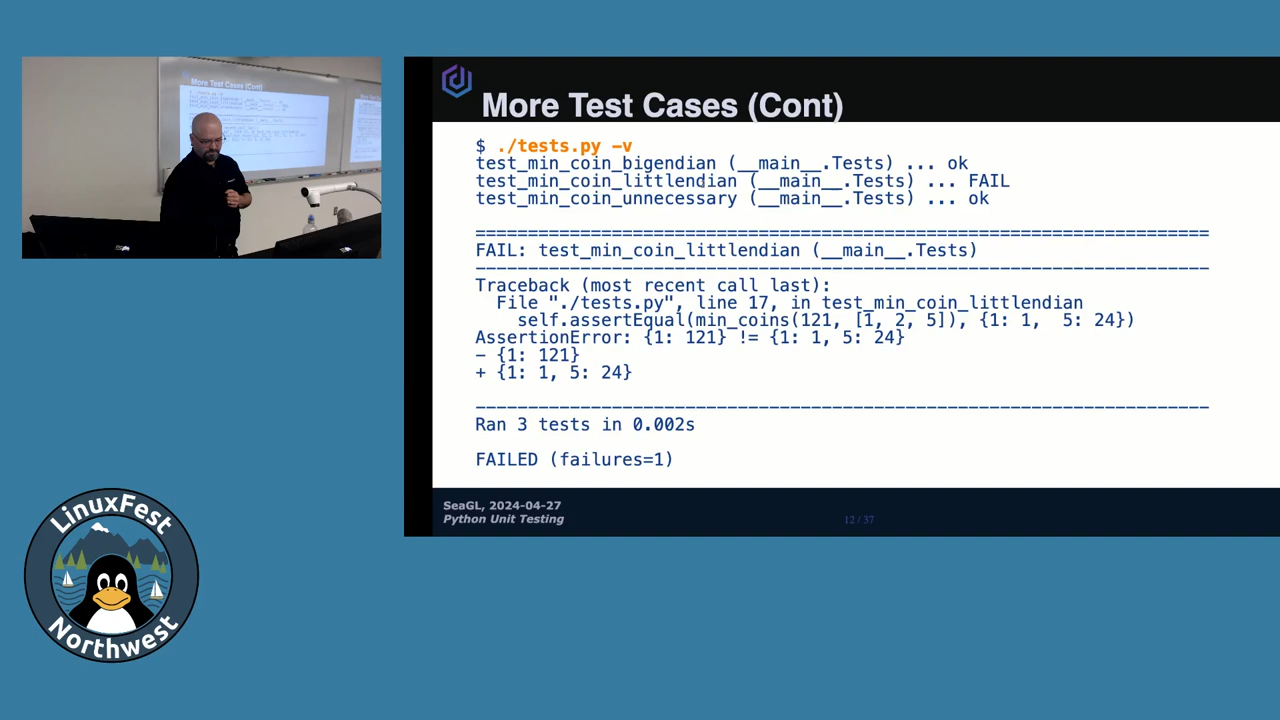 More Test Cases (Cont)
More Test Cases (Cont)
$ ./tests.py -v
test_min_coin_bigendian (__main__.Tests) ... ok
test_min_coin_littlendian (__main__.Tests) ... FAIL
test_min_coin_unnecessary (__main__.Tests) ... ok
======================================================================
FAIL: test_min_coin_littlendian (__main__.Tests)
----------------------------------------------------------------------
Traceback (most recent call last):
File "./tests.py", line 17, in test_min_coin_littlendian
self.assertEqual(min_coins(121, [1, 2, 5]), {1: 1,  5: 24})
AssertionError: {1: 121} != {1: 1, 5: 24}
- {1: 121}
+ {1: 1, 5: 24}
----------------------------------------------------------------------
Ran 3 tests in 0.002s
FAILED (failures=1)
SeaGL, 2024-04-27
Python Unit Testing
12 / 37
LinuxFest
Northwest